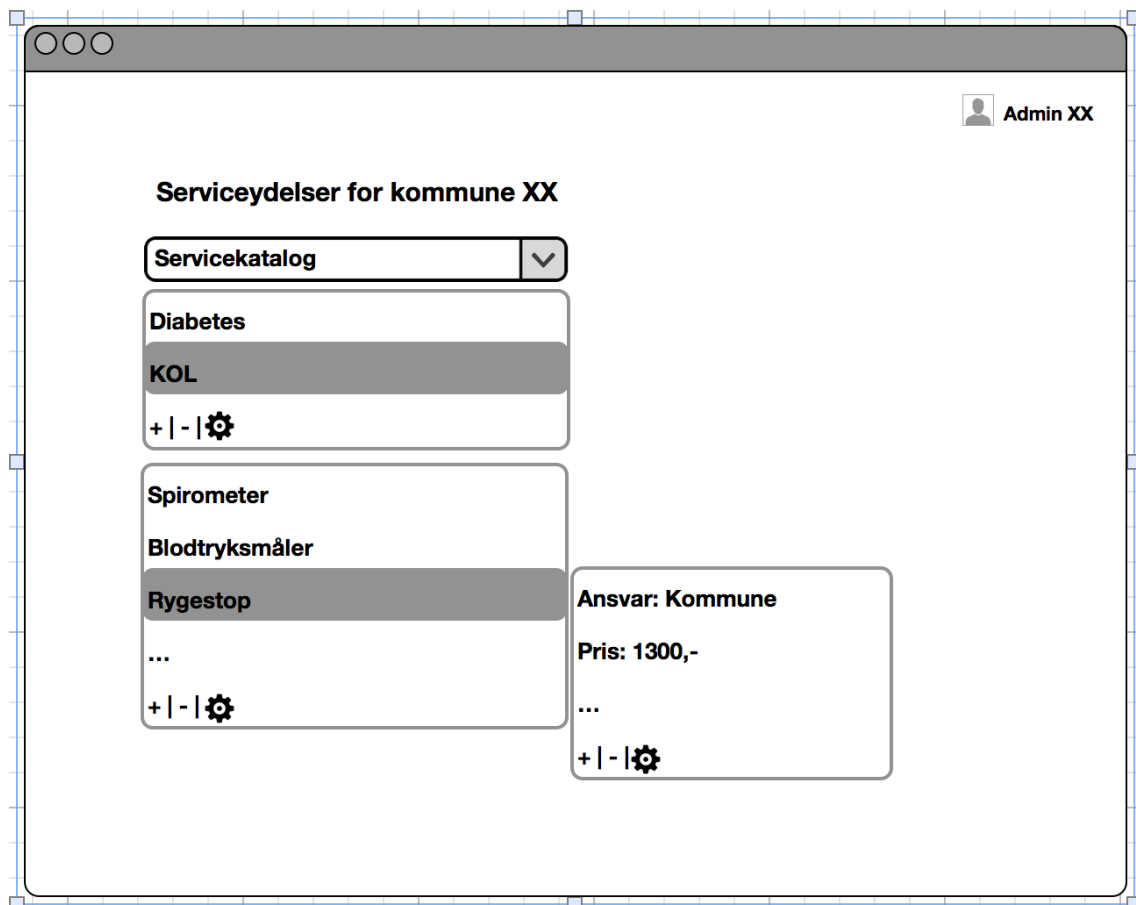 Admin XX
Serviceydelser for kommune XX
Servicekatalog
Diabetes
KOL
+ | - |
Spirometer
Blodtryksmåler
Rygestop
...
+ | - |
Ansvar: Kommune
Pris: 1300,-
...
+ | - |